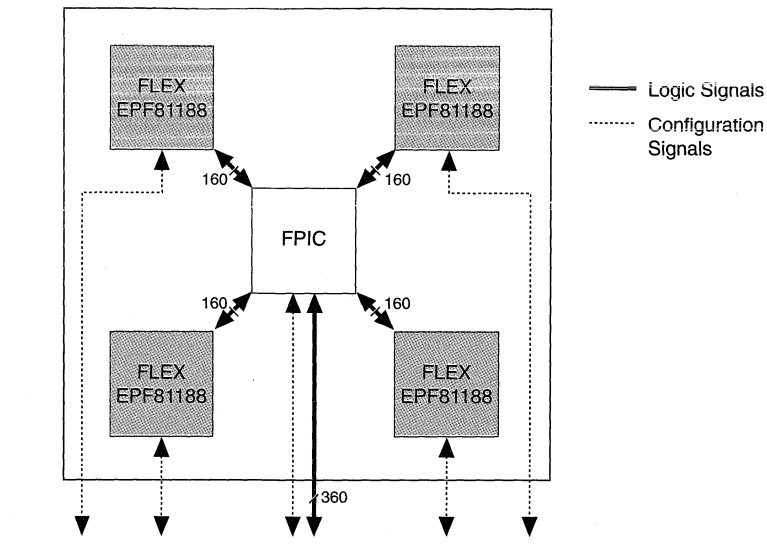 FLEX
EPF81188
FLEX
EPF81188
Logic Signals
Configuration
Signals
160
160
FPIC
160
160
FLEX
EPF81188
FLEX
EPF81188
360